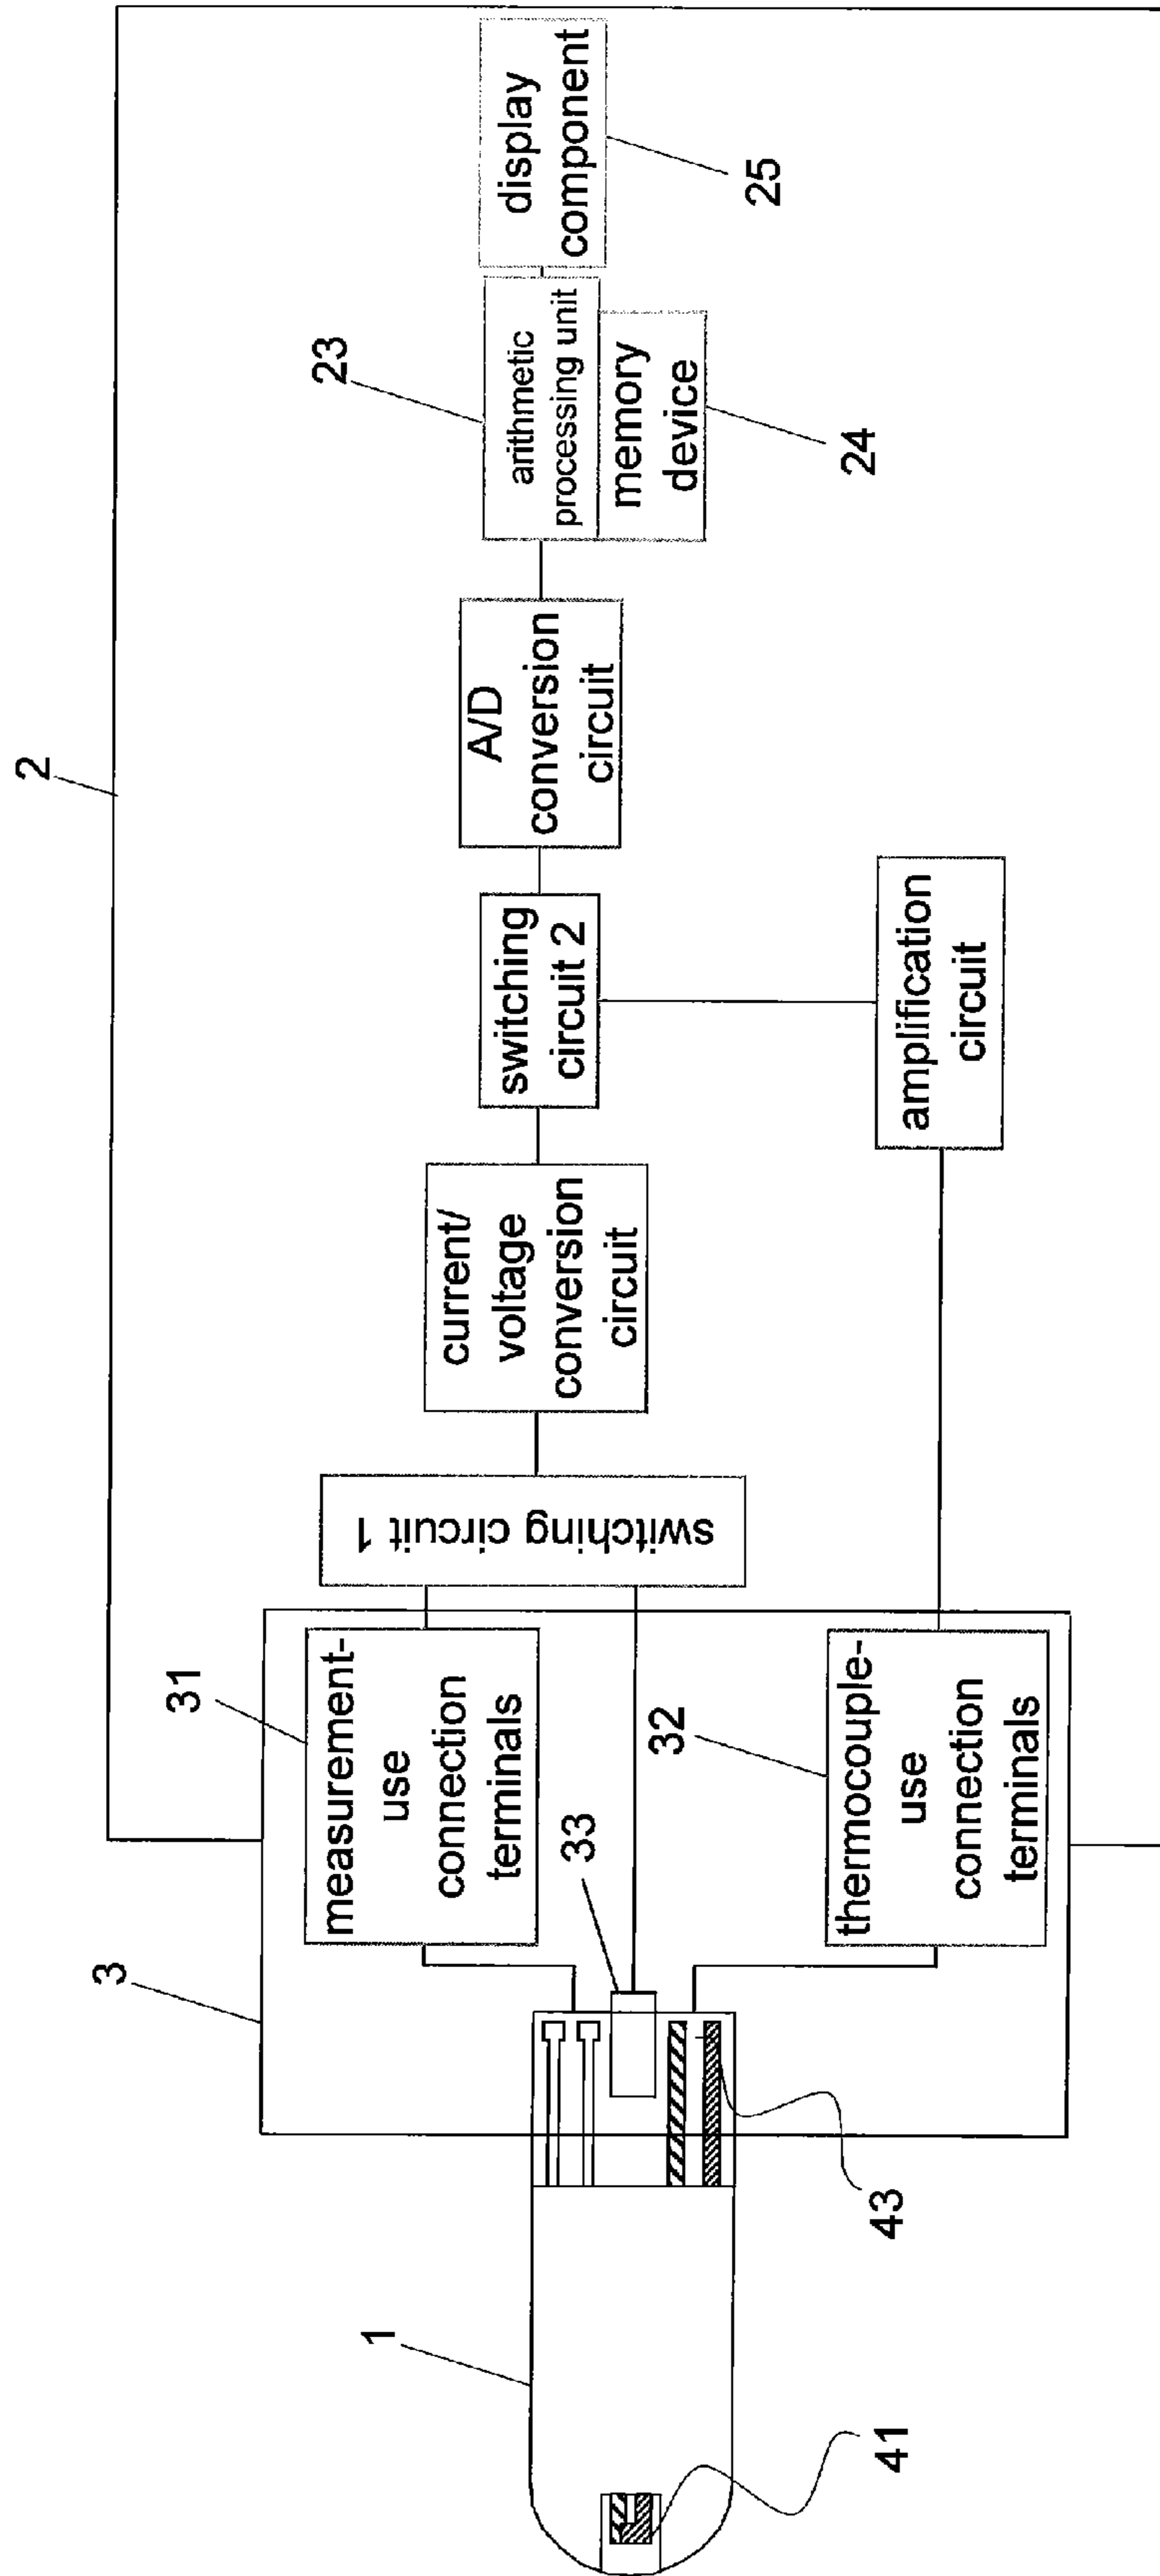 2
3
31
measurement-
use
connection
terminals
switching circuit 1
current/
voltage
conversion
circuit
switching
circuit 2
A/D
conversion
circuit
23
arithmetic
processing unit
memory
device
24
display
component
25
1
41
43
33
32
thermocouple-
use
connection
terminals
amplification
circuit